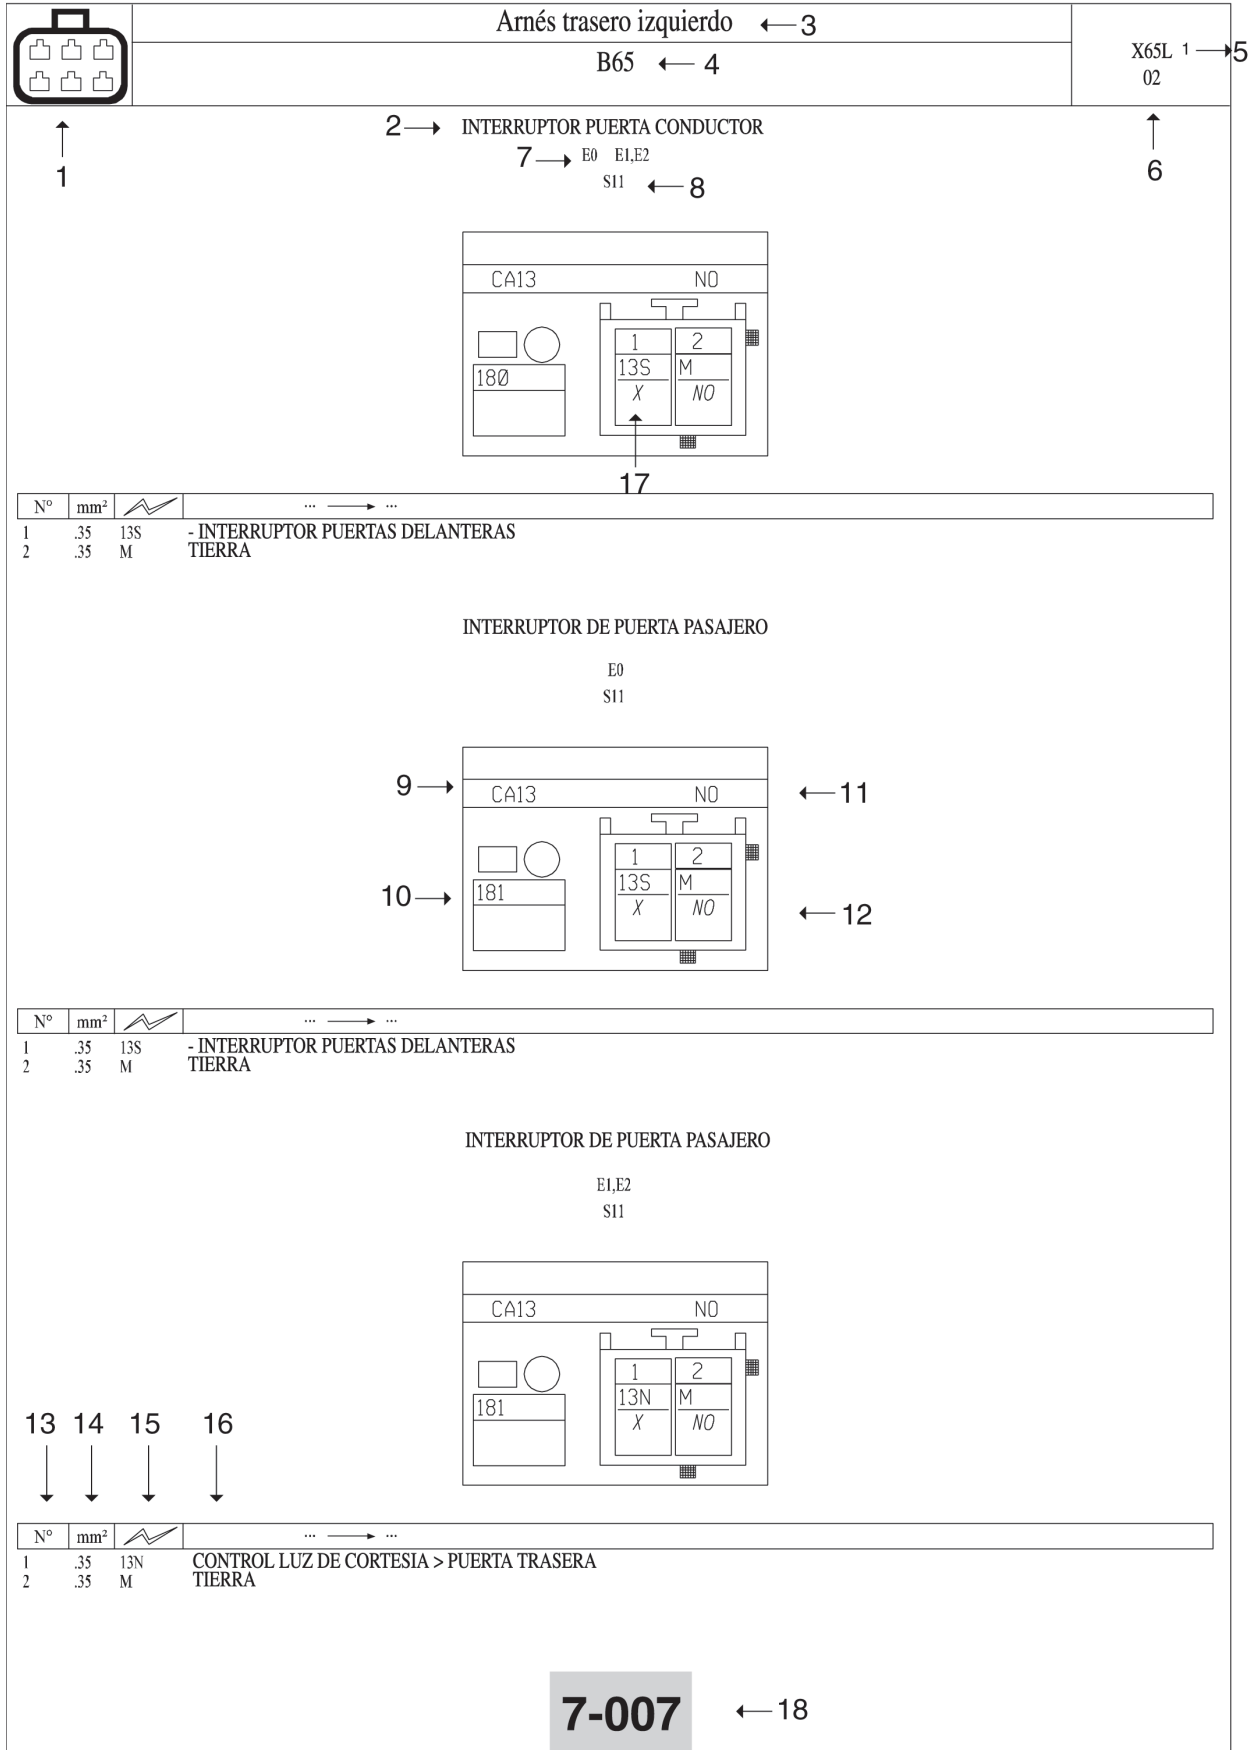 Arnés trasero izquierdo 3
B65 4
X65L 1 5
02
1
2 INTERRUPTOR PUERTA CONDUCTOR
7 E0 E1,E2
S11 8
6
CA13 NO
1 2
13S M
180
X NO
17
Nº mm² ... ...
1 .35 13S - INTERRUPTOR PUERTAS DELANTERAS
2 .35 M TIERRA
INTERRUPTOR DE PUERTA PASAJERO
E0
S11
9 CA13 NO 11
1 2
13S M
10 181
X NO 12
Nº mm² ... ...
1 .35 13S - INTERRUPTOR PUERTAS DELANTERAS
2 .35 M TIERRA
INTERRUPTOR DE PUERTA PASAJERO
E1,E2
S11
CA13 NO
1 2
13N M
181
X NO
13 14 15 16
Nº mm² ... ...
1 .35 13N CONTROL LUZ DE CORTESIA > PUERTA TRASERA
2 .35 M TIERRA
7-007 18